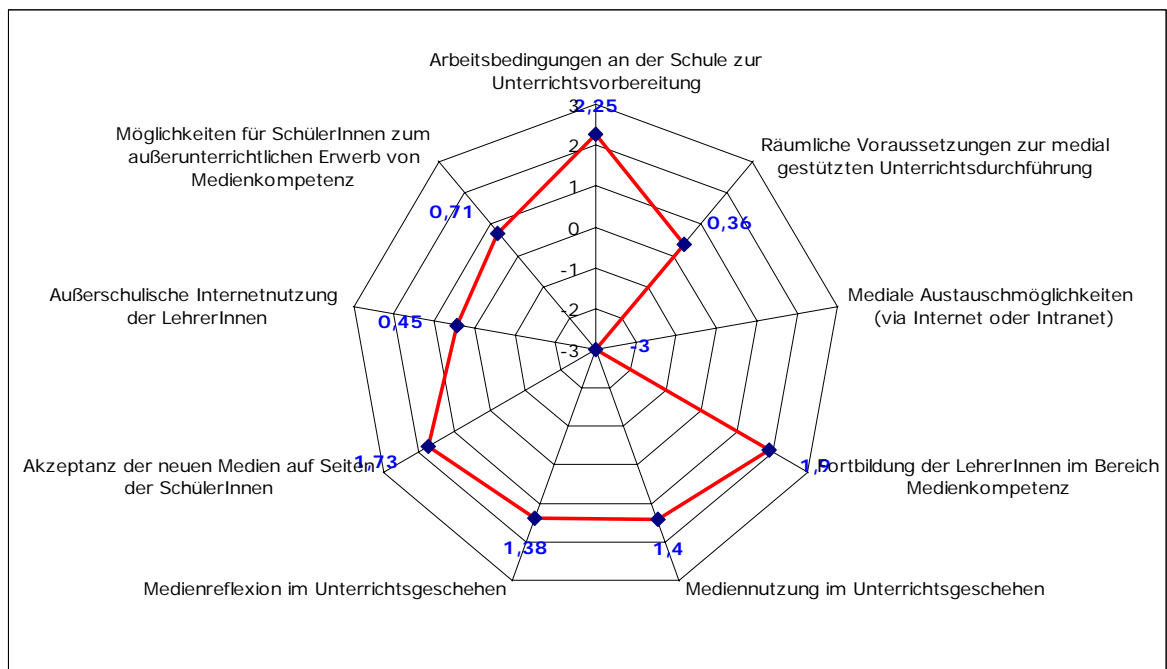 Arbeitsbedingungen an der Schule zur
Unterrichtsvorbereitung
2,25
Räumliche Voraussetzungen zur medial
gestützten Unterrichtsdurchführung
0,36
Mediale Austauschmöglichkeiten
(via Internet oder Intranet)
-3
Fortbildung der LehrerInnen im Bereich
Medienkompetenz
1,9
Mediennutzung im Unterrichtsgeschehen
1,4
Medienreflexion im Unterrichtsgeschehen
1,38
Akzeptanz der neuen Medien auf Seiten
der SchülerInnen
1,73
Außerschulische Internetnutzung
der LehrerInnen
0,45
Möglichkeiten für SchülerInnen zum
außerunterrichtlichen Erwerb von
Medienkompetenz
0,71
3
2
1
0
-1
-2
-3